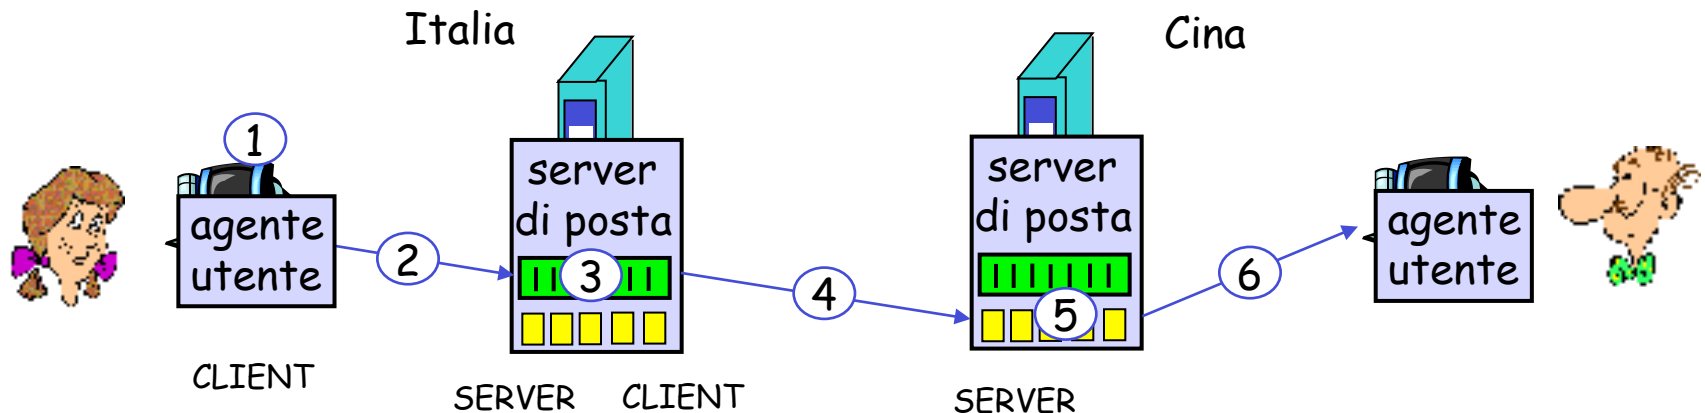 Italia
Cina
1
agente
utente
2
server
di posta
3
4
server
di posta
5
6
agente
utente
CLIENT
SERVER
CLIENT
SERVER